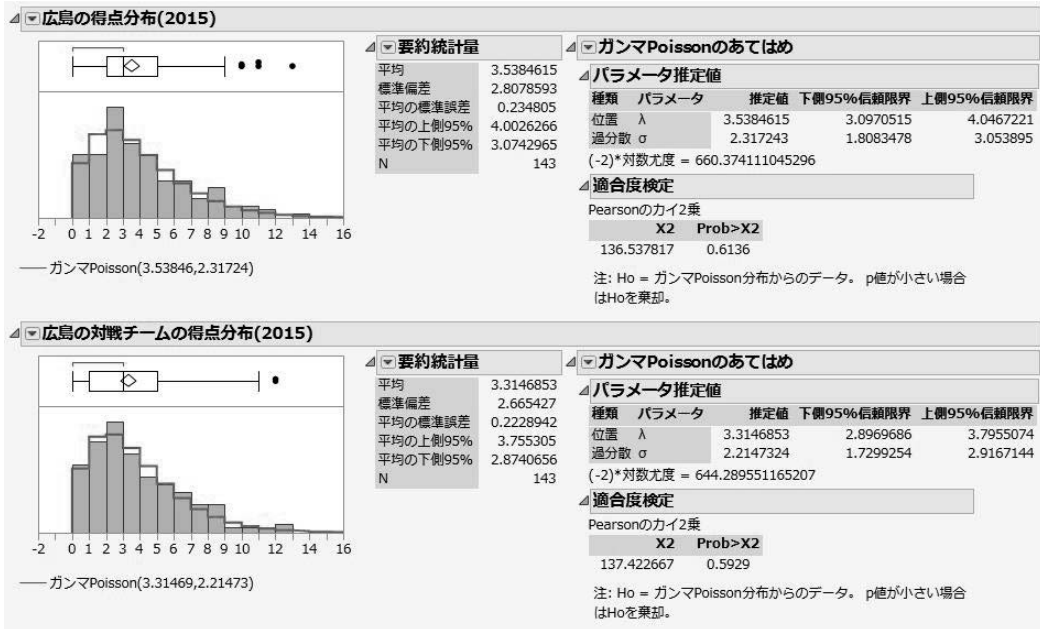 広島の得点分布(2015)
-2 0 1 2 3 4 5 6 7 8 9 10 12 14 16
ガンマPoisson(3.53846,2.31724)
要約統計量
平均 3.5384615
標準偏差 2.8078593
平均の標準誤差 0.234805
平均の上側95% 4.0026266
平均の下側95% 3.0742965
N 143
ガンマPoissonのあてはめ
パラメータ推定値
種類 パラメータ 推定値 下側95%信頼限界 上側95%信頼限界
位置 λ 3.5384615 3.0970515 4.0467221
過分散 σ 2.317243 1.8083478 3.053895
(-2)*対数尤度 = 660.374111045296
適合度検定
Pearsonのカイ2乗
X2 Prob>X2
136.537817 0.6136
注: Ho = ガンマPoisson分布からのデータ。 p値が小さい場合
はHoを棄却。
広島の対戦チームの得点分布(2015)
-2 0 1 2 3 4 5 6 7 8 9 10 12 14 16
ガンマPoisson(3.31469,2.21473)
要約統計量
平均 3.3146853
標準偏差 2.665427
平均の標準誤差 0.2228942
平均の上側95% 3.755305
平均の下側95% 2.8740656
N 143
ガンマPoissonのあてはめ
パラメータ推定値
種類 パラメータ 推定値 下側95%信頼限界 上側95%信頼限界
位置 λ 3.3146853 2.8969686 3.7955074
過分散 σ 2.2147324 1.7299254 2.9167144
(-2)*対数尤度 = 644.289551165207
適合度検定
Pearsonのカイ2乗
X2 Prob>X2
137.422667 0.5929
注: Ho = ガンマPoisson分布からのデータ。 p値が小さい場合
はHoを棄却。